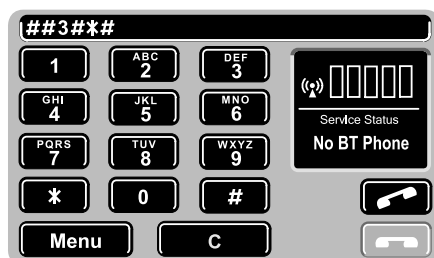 ##3#*#
1
ABC
2
DEF
3
GHI
4
JKL
5
MNO
6
PQRS
7
TUV
8
WXYZ
9
*
0
#
Menu
C
Service Status
No BT Phone